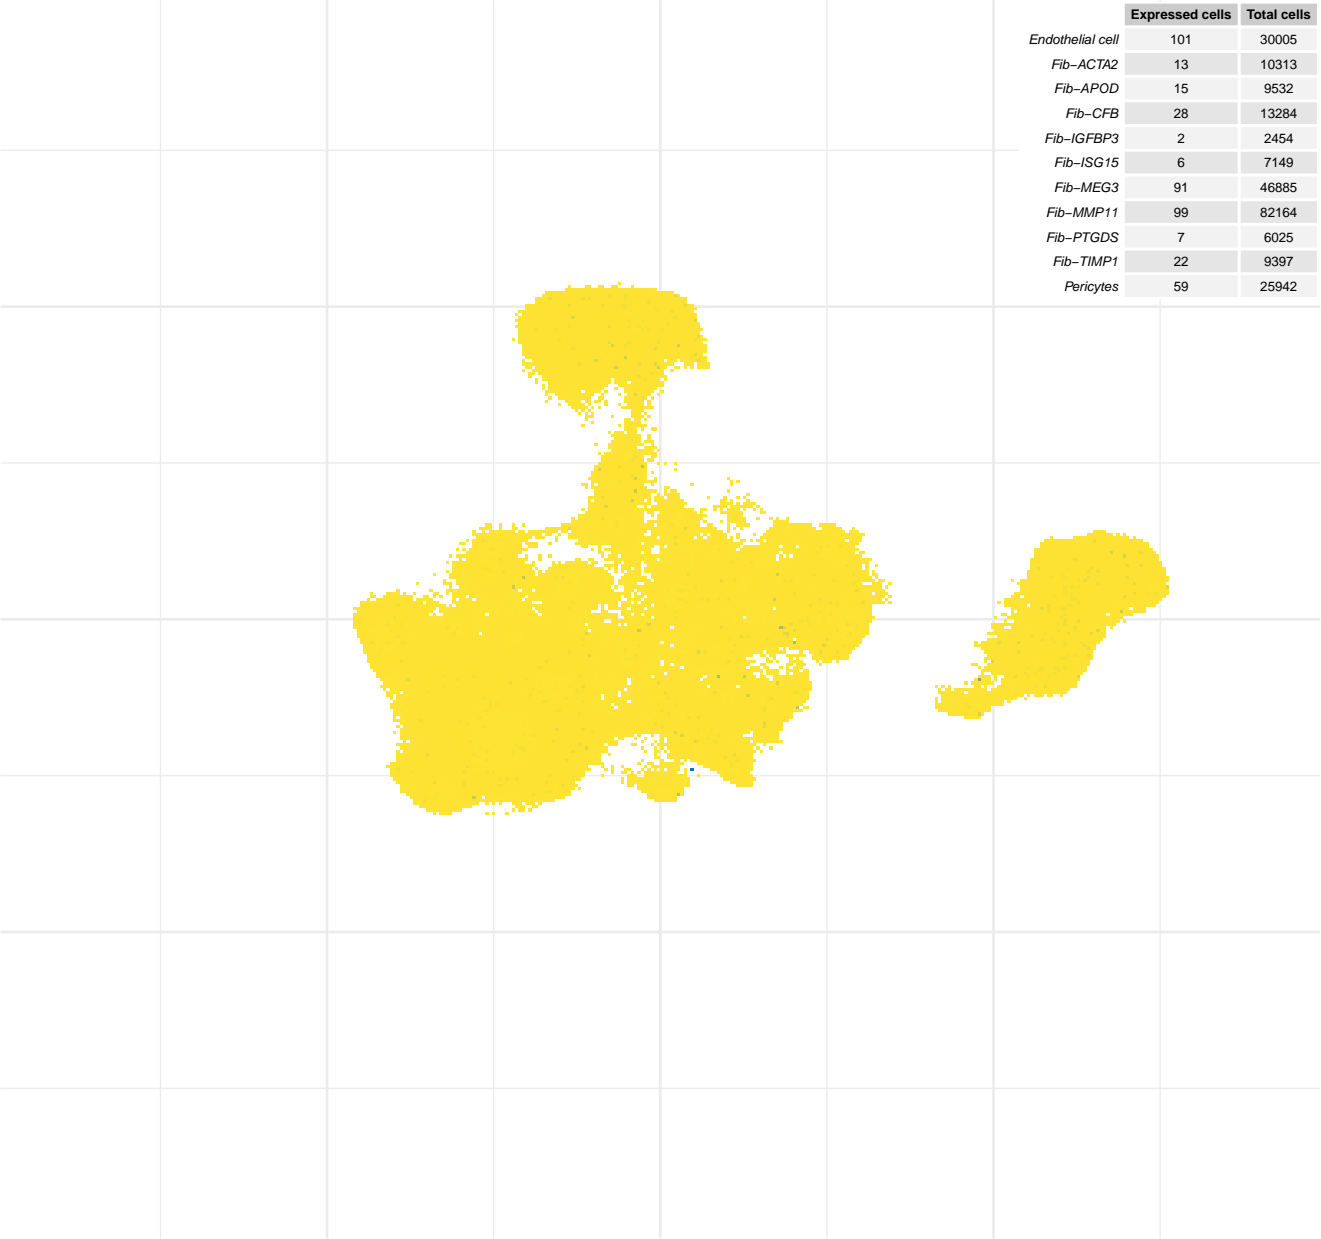 Expressed cells Total cells
Endothelial cell 101 30005
Fib−ACTA2 13 10313
Fib−APOD 15 9532
Fib−CFB 28 13284
Fib−IGFBP3 2 2454
Fib−ISG15 6 7149
Fib−MEG3 91 46885
Fib−MMP11 99 82164
Fib−PTGDS 7 6025
Fib−TIMP1 22 9397
Pericytes 59 25942